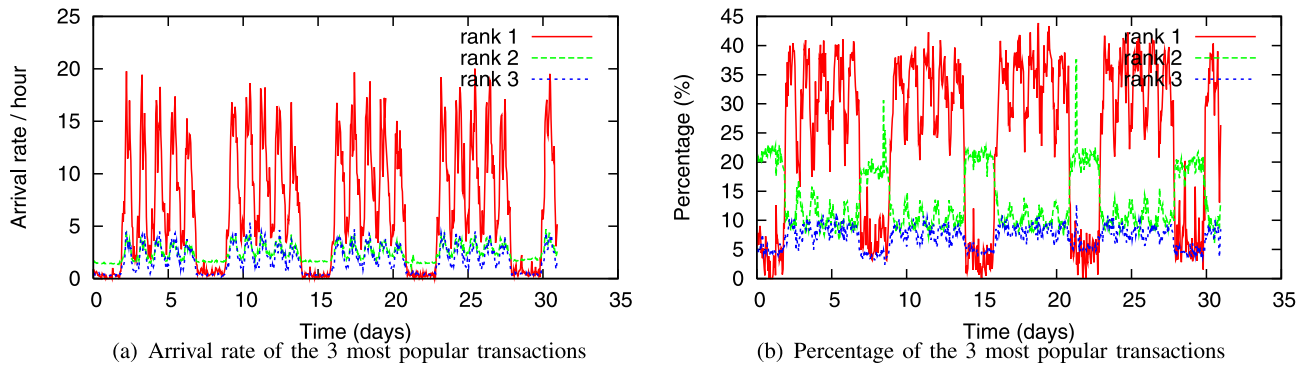 25
20
15
10
5
0
Arrival rate / hour
rank 1
rank 2
rank 3
0 5 10 15 20 25 30 35
Time (days)
(a) Arrival rate of the 3 most popular transactions
45
40
35
30
25
20
15
10
5
0
Percentage (%)
rank 1
rank 2
rank 3
0 5 10 15 20 25 30 35
Time (days)
(b) Percentage of the 3 most popular transactions